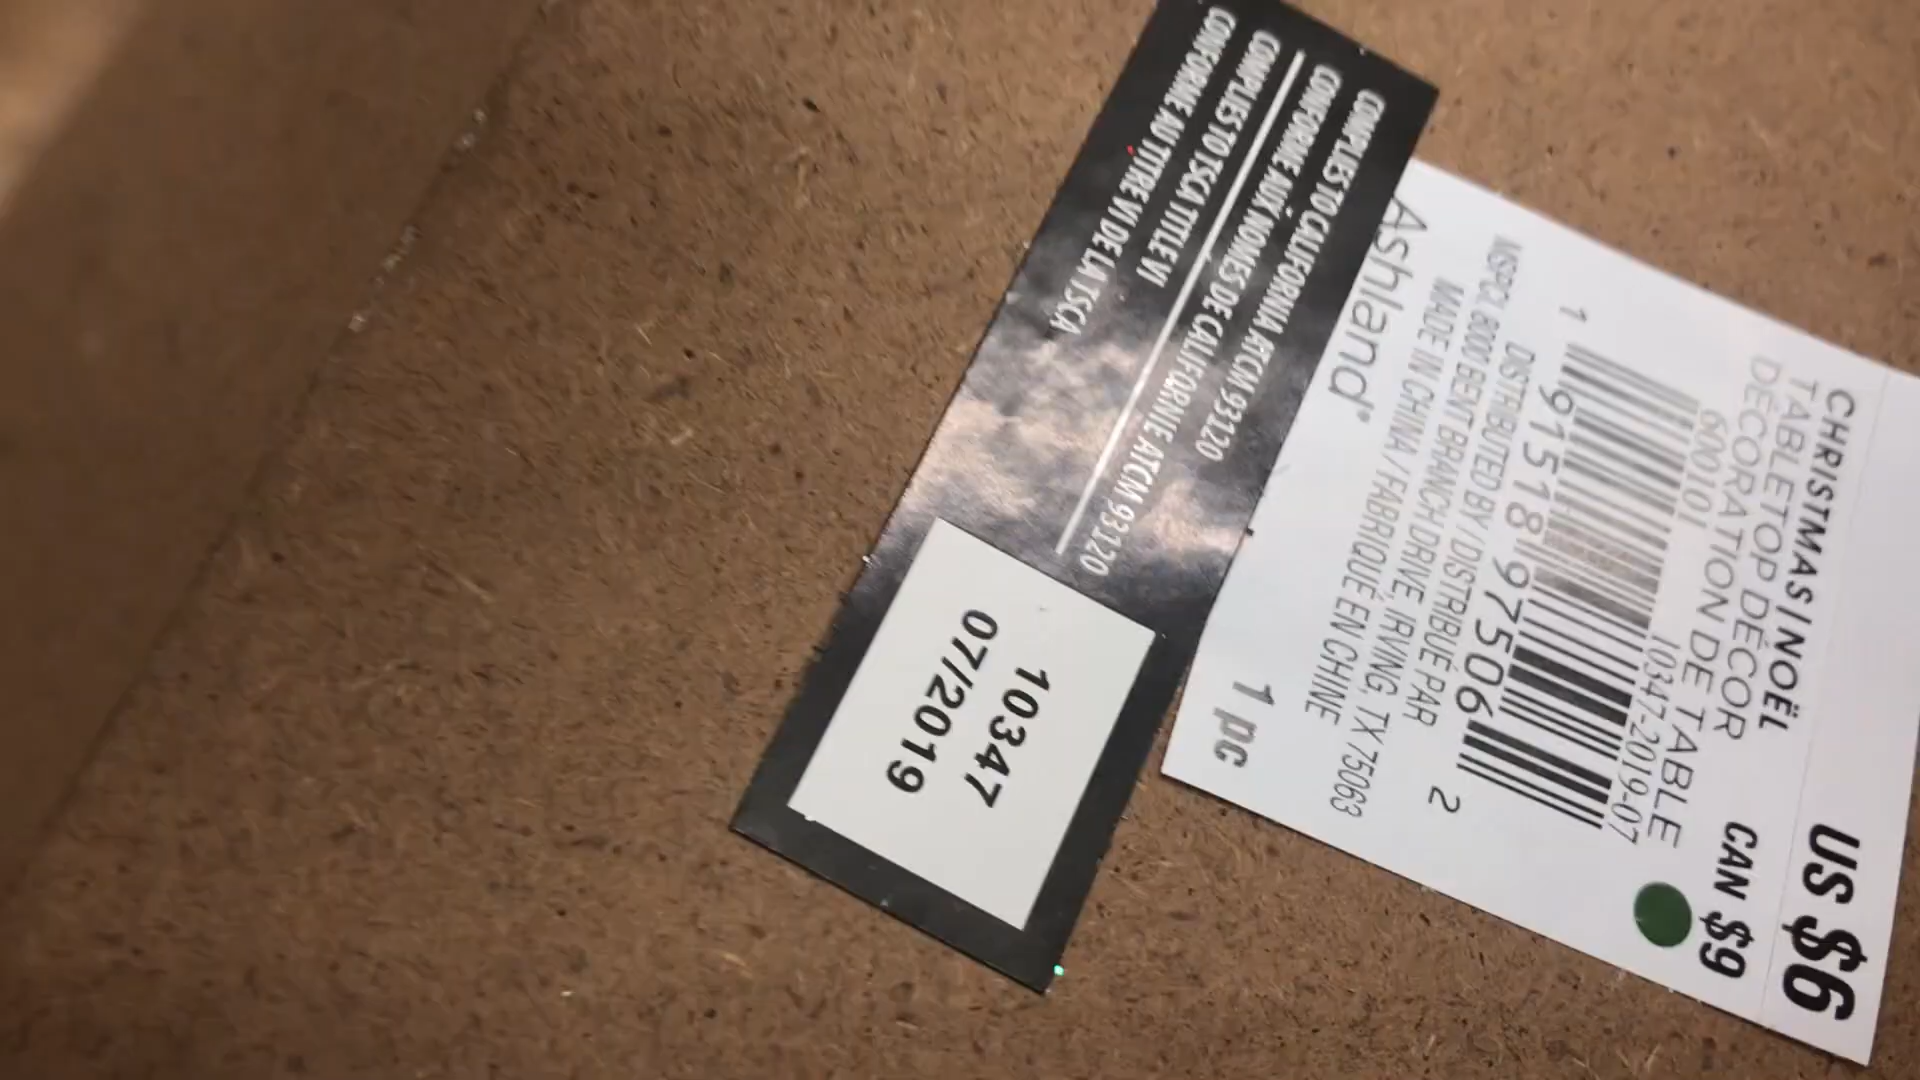 COMPLIES TO CALIFORNIA ATCM 93120
CONFORME AUX NOMES DE CALIFORNIE ATCM 93120
COMPLIES TO TSCA TITLE VI
CONFORME AU TITRE VI DE LA TSCA
10347
07/2019
US $6
CHRISTMAS|NOËL
TABLETOP DÉCOR
DÉCORATION DE TABLE
CAN $9
600101
10347-2019-07
1 91518 97506 2
DISTRIBUTED BY / DISTRIBUÉ PAR
MSPCI, 8000 BENT BRANCH DRIVE, IRVING, TX 75063
MADE IN CHINA / FABRIQUÉ EN CHINE
Ashland®
1 pc